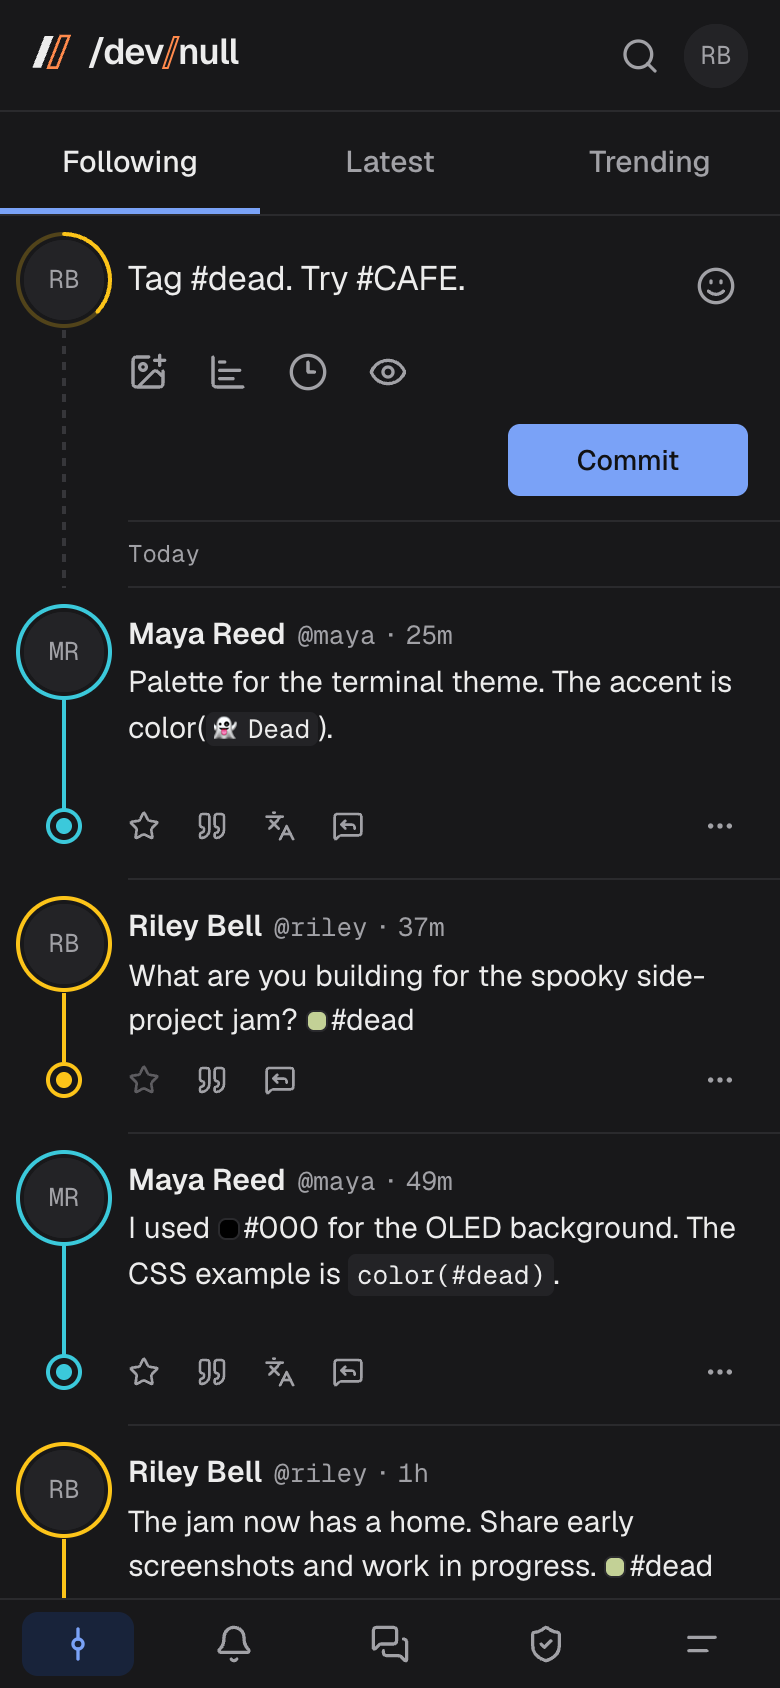 /dev//null
RB
Following
Latest
Trending
RB
Tag #dead. Try #CAFE.
Commit
Today
MR
Maya Reed @maya · 25m
Palette for the terminal theme. The accent is
color(👻 Dead).
RB
Riley Bell @riley · 37m
What are you building for the spooky side-
project jam? #dead
MR
Maya Reed @maya · 49m
I used #000 for the OLED background. The
CSS example is color(#dead).
RB
Riley Bell @riley · 1h
The jam now has a home. Share early
screenshots and work in progress. #dead